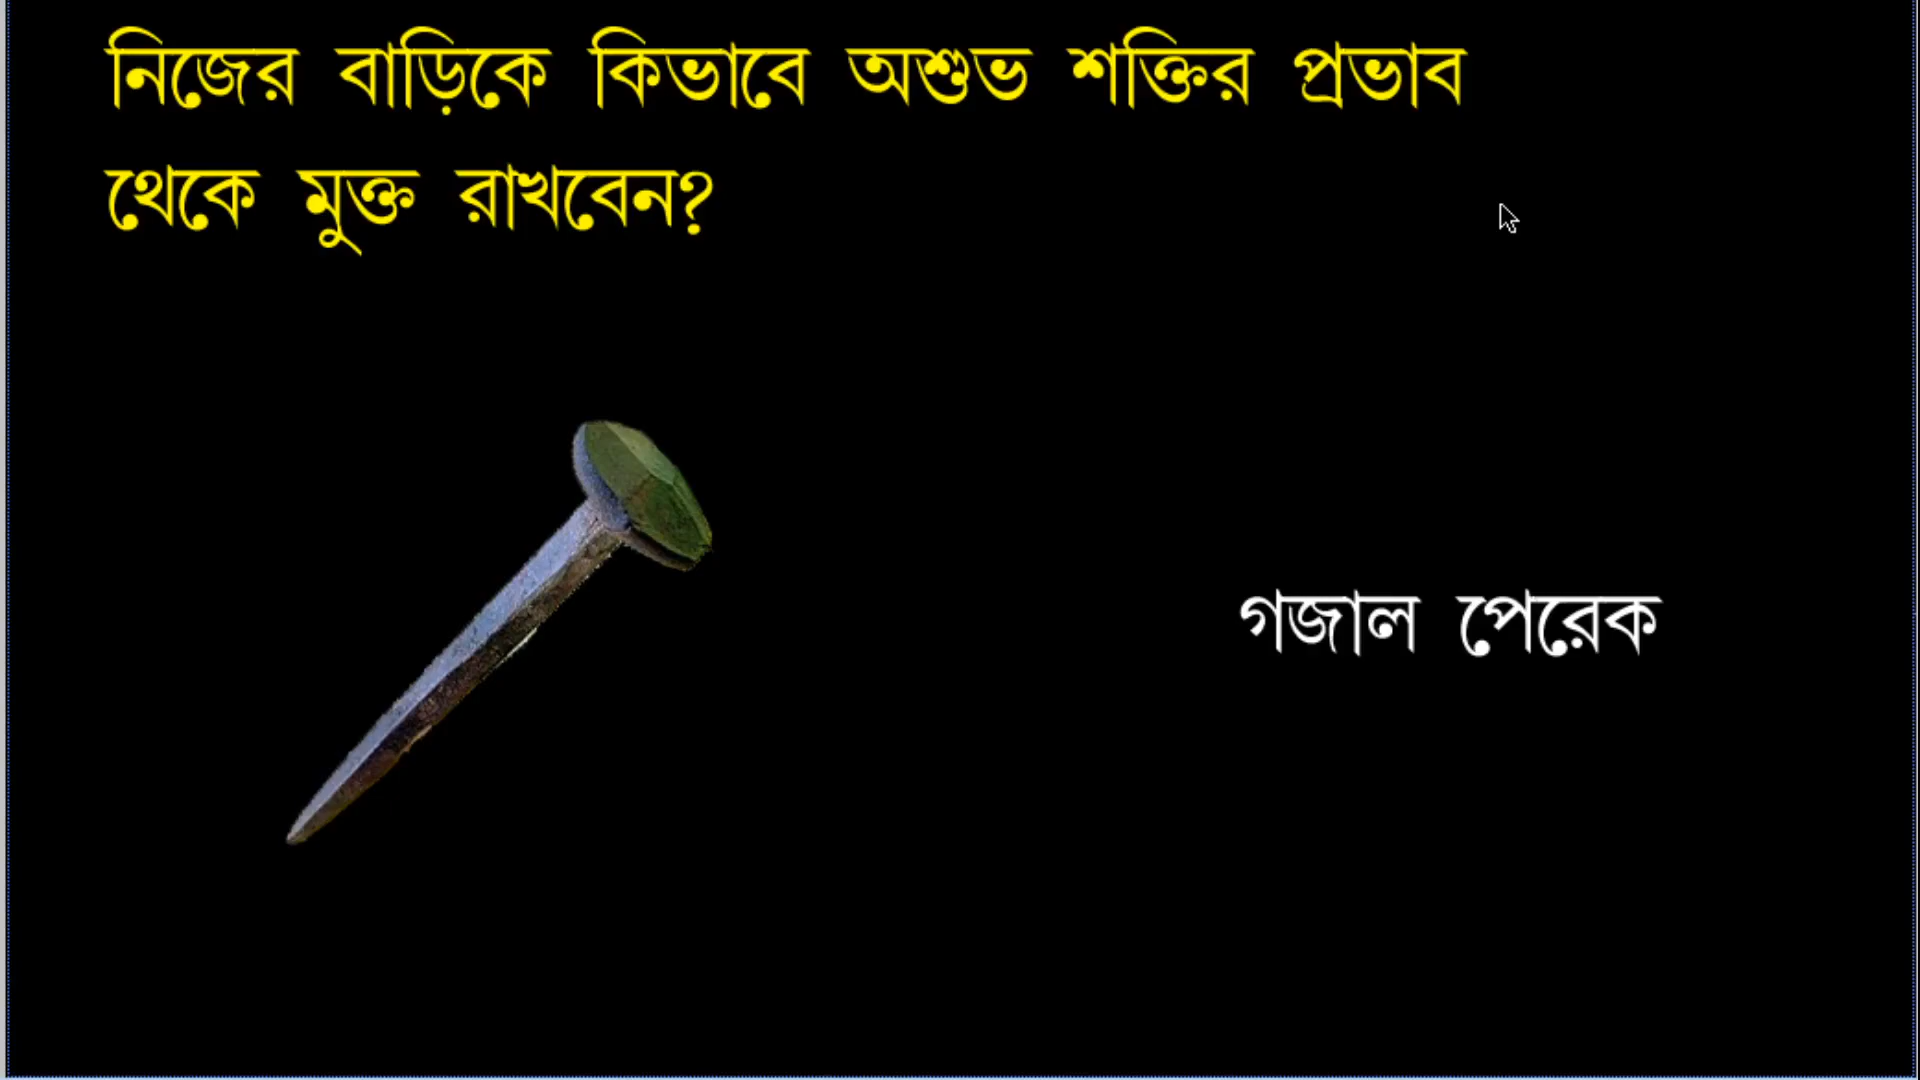 নিজের বাড়িকে কিভাবে অশুভ শক্তির প্রভাব
থেকে মুক্ত রাখবেন?
গজাল পেরেক